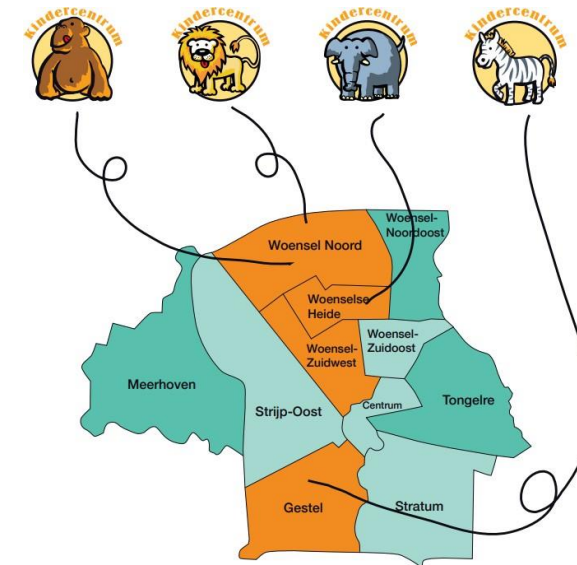 Kindercentrum
Kindercentrum
Kindercentrum
Kindercentrum
Woensel-
Noordoost
Woensel Noord
Woenselse
Heide
Woensel-
Zuidwest
Woensel-
Zuidoost
Meerhoven
Strijp-Oost
Centrum
Tongelre
Gestel
Stratum